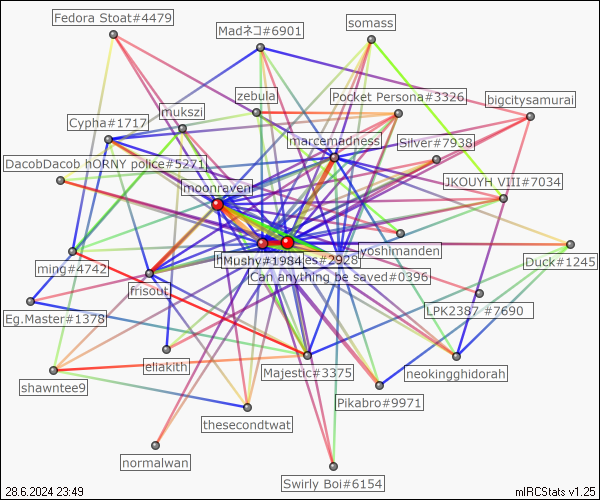 Fedora Stoat#4479
Madネコ#6901
somass
zebula
Pocket Persona#3326
bigcitysamurai
mukszi
Cypha#1717
marcemadness
Silver#7938
DacobDacob hORNY police#5271
moonraven
JKOUYH VIII#7034
yoshimanden
Mushy#1984
es#2928
Duck#1245
ming#4742
Can anything be saved#0396
frisout
LPK2387 #7690
Eg.Master#1378
eliakith
Majestic#3375
neokingghidorah
shawntee9
Pikabro#9971
thesecondtwat
normalwan
Swirly Boi#6154
28.6.2024 23:49
mIRCStats v1.25